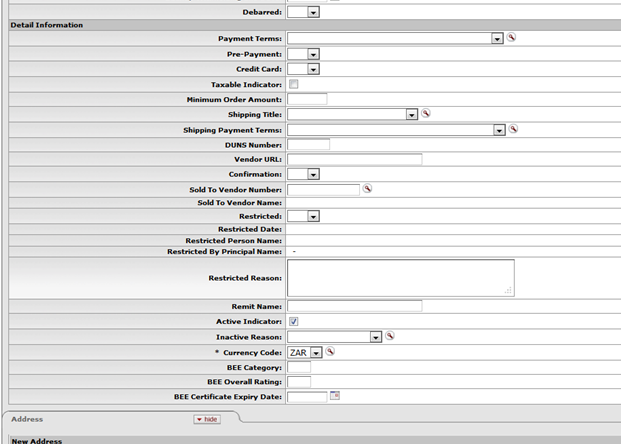 Debarred:
Detail Information
Payment Terms:
Pre-Payment:
Credit Card:
Taxable Indicator:
Minimum Order Amount:
Shipping Title:
Shipping Payment Terms:
DUNS Number:
Vendor URL:
Confirmation:
Sold To Vendor Number:
Sold To Vendor Name:
Restricted:
Restricted Date:
Restricted Person Name:
Restricted By Principal Name: -
Restricted Reason:
Remit Name:
Active Indicator:
Inactive Reason:
* Currency Code: ZAR
BEE Category:
BEE Overall Rating:
BEE Certificate Expiry Date:
Address hide
New Address